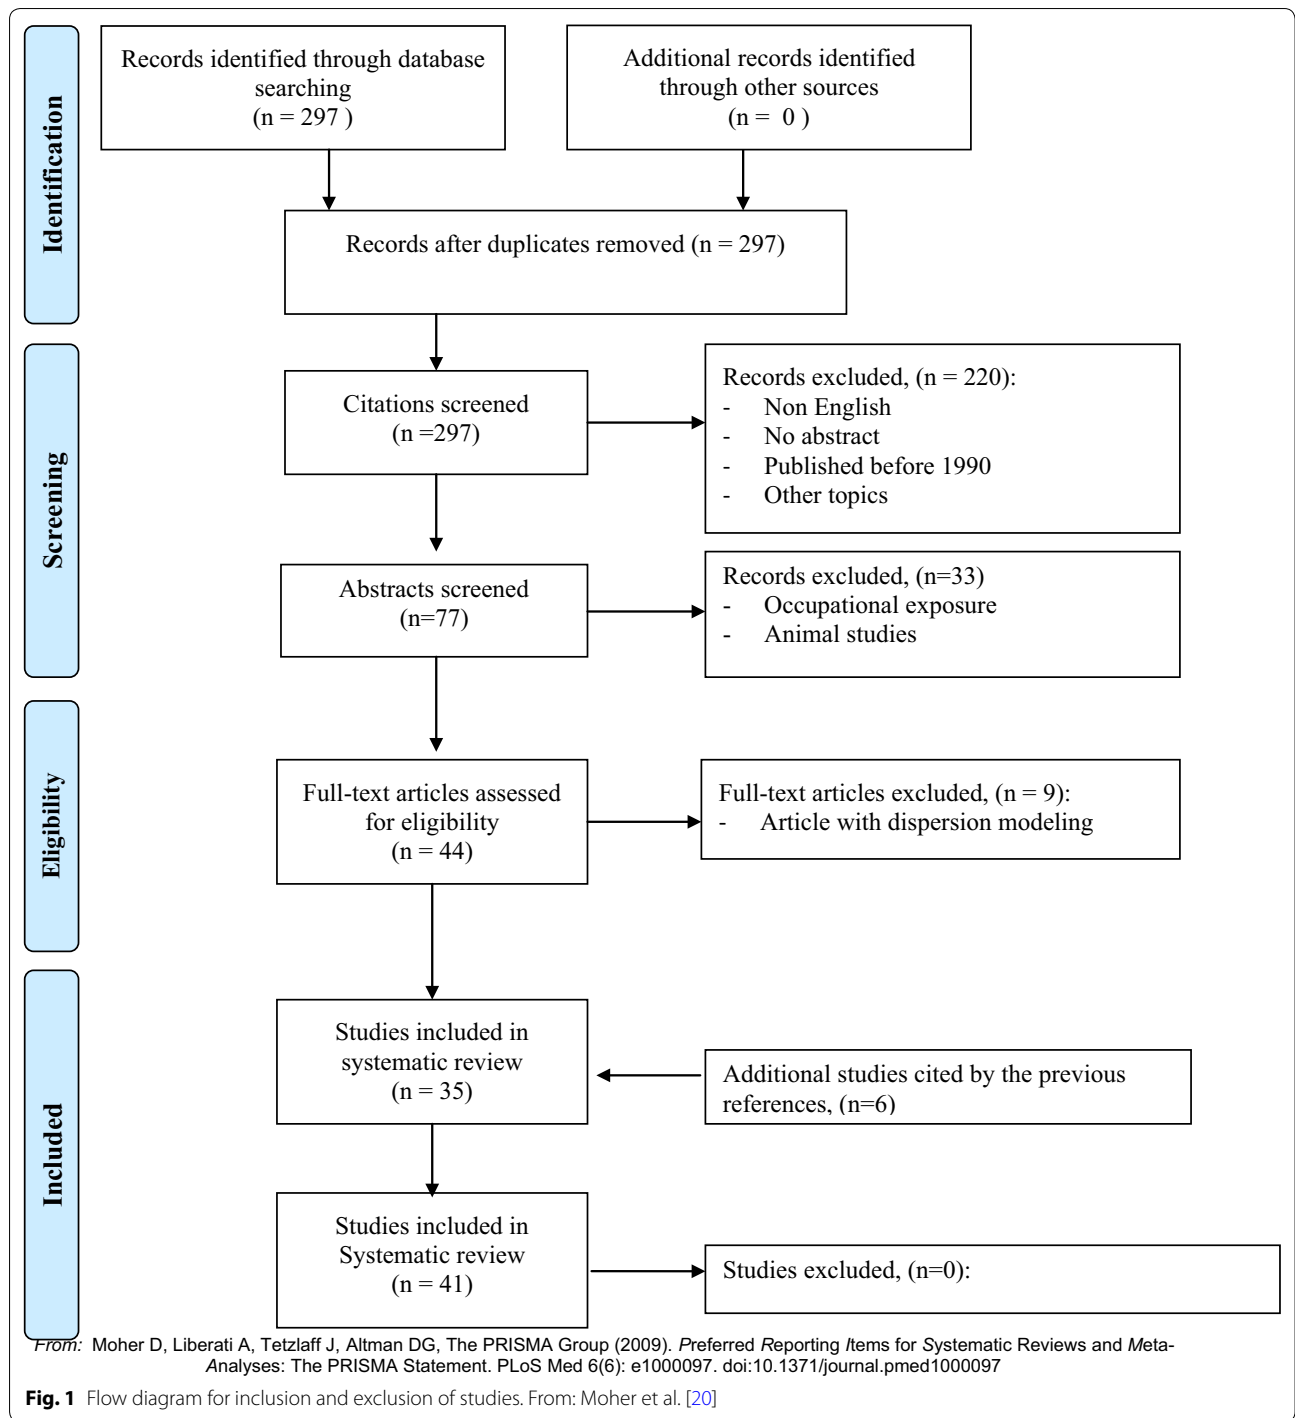 Identification
Records identified through database
searching
(n = 297 )
Additional records identified
through other sources
(n = 0 )
Records after duplicates removed (n = 297)
Screening
Citations screened
(n =297)
Records excluded, (n = 220):
- Non English
- No abstract
- Published before 1990
- Other topics
Abstracts screened
(n=77)
Records excluded, (n=33)
- Occupational exposure
- Animal studies
Eligibility
Full-text articles assessed
for eligibility
(n = 44)
Full-text articles excluded, (n = 9):
- Article with dispersion modeling
Included
Studies included in
systematic review
(n = 35)
Additional studies cited by the previous
references, (n=6)
Studies included in
Systematic review
(n = 41)
Studies excluded, (n=0):
From: Moher D, Liberati A, Tetzlaff J, Altman DG, The PRISMA Group (2009). Preferred Reporting Items for Systematic Reviews and Meta-
Analyses: The PRISMA Statement. PLoS Med 6(6): e1000097. doi:10.1371/journal.pmed1000097
Fig. 1 Flow diagram for inclusion and exclusion of studies. From: Moher et al. [20]